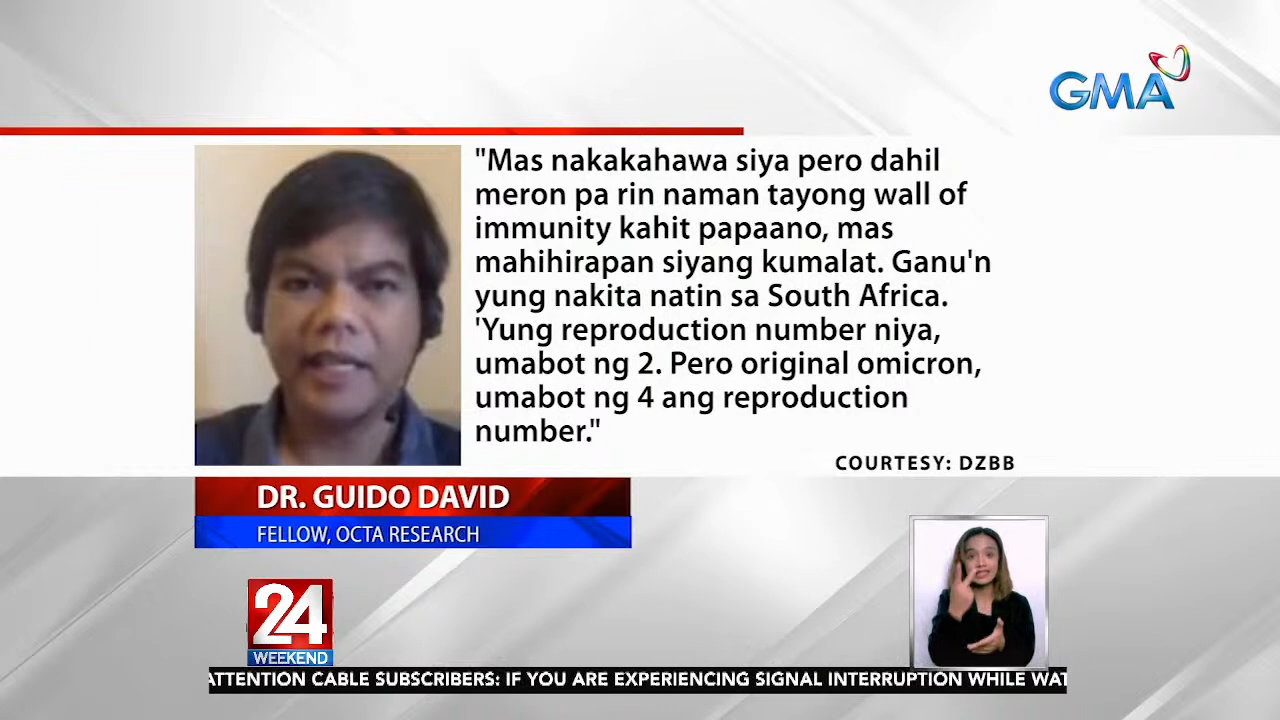 GMA
"Mas nakakahawa siya pero dahil
meron pa rin naman tayong wall of
immunity kahit papaano, mas
mahihirapan siyang kumalat. Ganu'n
yung nakita natin sa South Africa.
'Yung reproduction number niya,
umabot ng 2. Pero original omicron,
umabot ng 4 ang reproduction
number."
COURTESY: DZBB
DR. GUIDO DAVID
FELLOW, OCTA RESEARCH
24
WEEKEND
ATTENTION CABLE SUBSCRIBERS: IF YOU ARE EXPERIENCING SIGNAL INTERRUPTION WHILE WAT